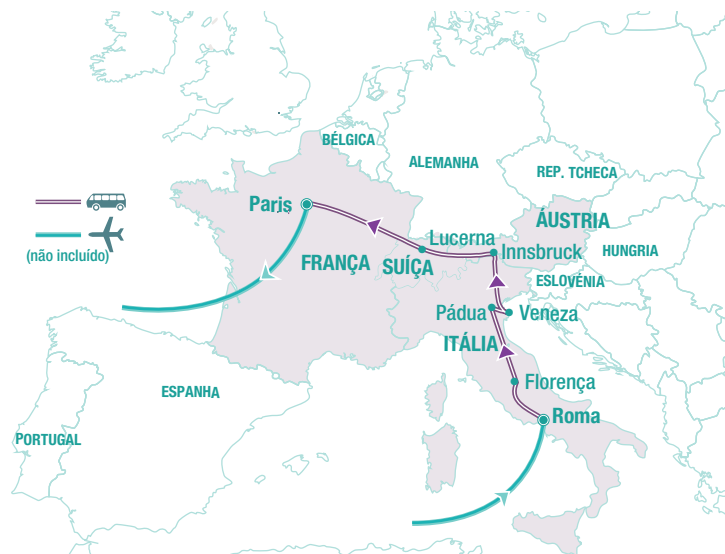 BÉLGICA
ALEMANHA
REP. TCHECA
(não incluído)
Paris
ÁUSTRIA
Lucerna
Innsbruck
HUNGRIA
FRANÇA
SUÍÇA
ESLOVÉNIA
Pádua
Veneza
ITÁLIA
Florença
ESPANHA
Roma
PORTUGAL